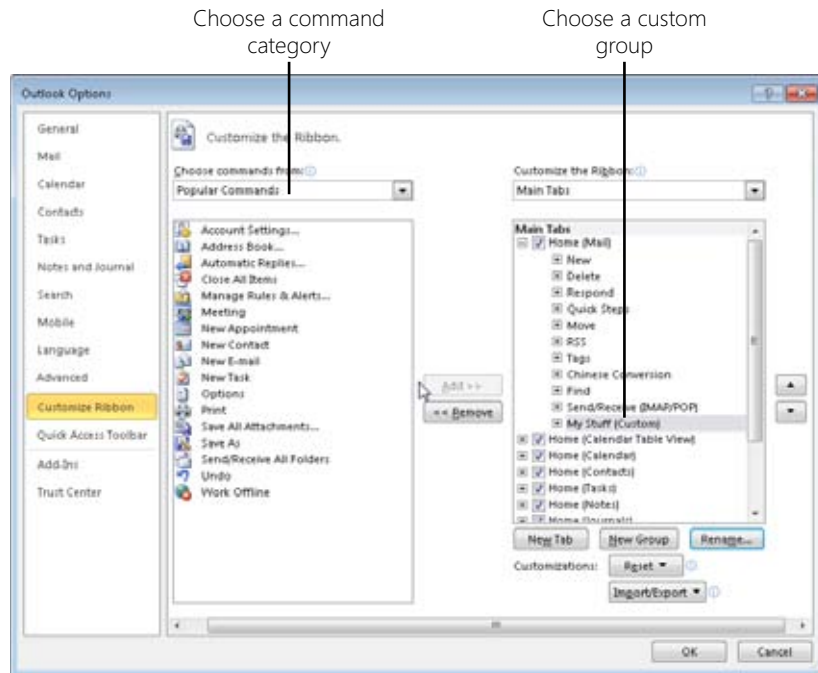 Choose a command
category
Choose a custom
group
Outlook Options
General
Mail
Calendar
Contacts
Tasks
Notes and Journal
Search
Mobile
Language
Advanced
Customize Ribbon
Quick Access Toolbar
Add-Ins
Trust Center
Customize the Ribbon.
Choose commands from:
Popular Commands
Account Settings...
Address Book...
Automatic Replies...
Close All Items
Manage Rules & Alerts...
Meeting
New Appointment
New Contact
New E-mail
New Task
Options
Print
Save All Attachments...
Save As
Send/Receive All Folders
Undo
Work Offline
Add >>
<< Remove
Customize the Ribbon:
Main Tabs
Main Tabs
Home (Mail)
New
Delete
Respond
Quick Steps
Move
RSS
Tags
Chinese Conversion
Find
Send/Receive (IMAP/POP)
My Stuff (Custom)
Home (Calendar Table View)
Home (Calendar)
Home (Contacts)
Home (Tasks)
Home (Notes)
Home (Journals)
New Tab
New Group
Rename...
Customizations:
Reset
Import/Export
OK
Cancel